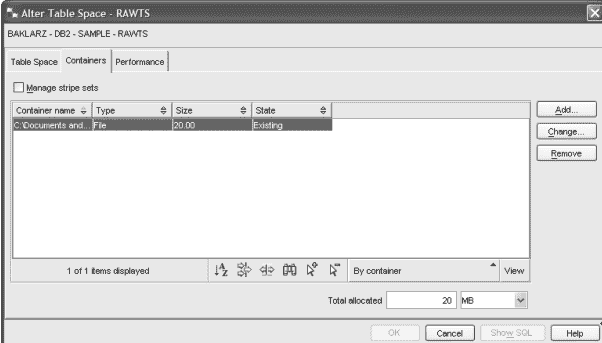 Alter Table Space - RAWTS
BAKLARZ - DB2 - SAMPLE - RAWTS
Table Space Containers Performance
Manage stripe sets
Container name Type Size State
C:\Documents and... File 20.00 Existing
Add...
Change...
Remove
1 of 1 items displayed By container View
Total allocated 20 MB
OK Cancel Show SQL Help